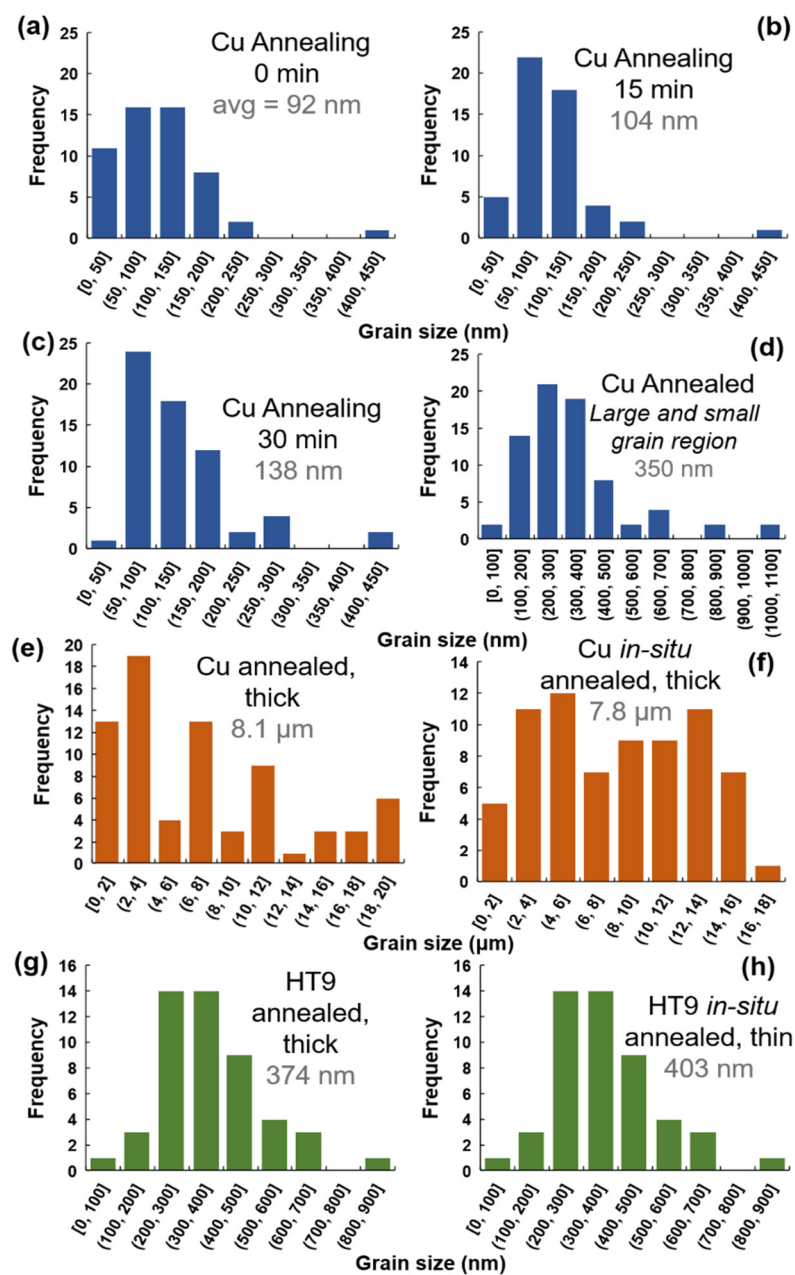 (a)
25
20
15
10
5
0
Frequency
Cu Annealing
0 min
avg = 92 nm
[0, 50]
(50, 100]
(100, 150]
(150, 200]
(200, 250]
(250, 300]
(300, 350]
(350, 400]
(400, 450]
(b)
25
20
15
10
5
0
Frequency
Cu Annealing
15 min
104 nm
[0, 50]
(50, 100]
(100, 150]
(150, 200]
(200, 250]
(250, 300]
(300, 350]
(350, 400]
(400, 450]
Grain size (nm)
(c)
25
20
15
10
5
0
Frequency
Cu Annealing
30 min
138 nm
[0, 50]
(50, 100]
(100, 150]
(150, 200]
(200, 250]
(250, 300]
(300, 350]
(350, 400]
(400, 450]
(d)
25
20
15
10
5
0
Frequency
Cu Annealed
Large and small
grain region
350 nm
[0, 100]
(100, 200]
(200, 300]
(300, 400]
(400, 500]
(500, 600]
(600, 700]
(700, 800]
(800, 900]
(900, 1000]
(1000, 1100]
Grain size (nm)
(e)
20
18
16
14
12
10
8
6
4
2
0
Frequency
Cu annealed,
thick
8.1 µm
[0, 2]
(2, 4]
(4, 6]
(6, 8]
(8, 10]
(10, 12]
(12, 14]
(14, 16]
(16, 18]
(18, 20]
(f)
14
12
10
8
6
4
2
0
Frequency
Cu in-situ
annealed, thick
7.8 µm
[0, 2]
(2, 4]
(4, 6]
(6, 8]
(8, 10]
(10, 12]
(12, 14]
(14, 16]
(16, 18]
Grain size (µm)
(g)
16
14
12
10
8
6
4
2
0
Frequency
HT9
annealed,
thick
374 nm
[0, 100]
(100, 200]
(200, 300]
(300, 400]
(400, 500]
(500, 600]
(600, 700]
(700, 800]
(800, 900]
(h)
16
14
12
10
8
6
4
2
0
Frequency
HT9 in-situ
annealed, thin
403 nm
[0, 100]
(100, 200]
(200, 300]
(300, 400]
(400, 500]
(500, 600]
(600, 700]
(700, 800]
(800, 900]
Grain size (nm)